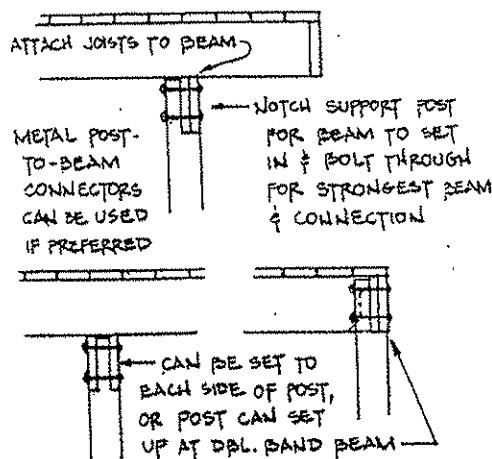 ATTACH JOISTS TO BEAM
NOTCH SUPPORT POST
FOR BEAM TO SET
IN & BOLT THROUGH
FOR STRONGEST BEAM
& CONNECTION
METAL POST-
TO-BEAM
CONNECTORS
CAN BE USED
IF PREFERRED
CAN BE SET TO
EACH SIDE OF POST,
OR POST CAN SET
UP AT DBL. BAND BEAM